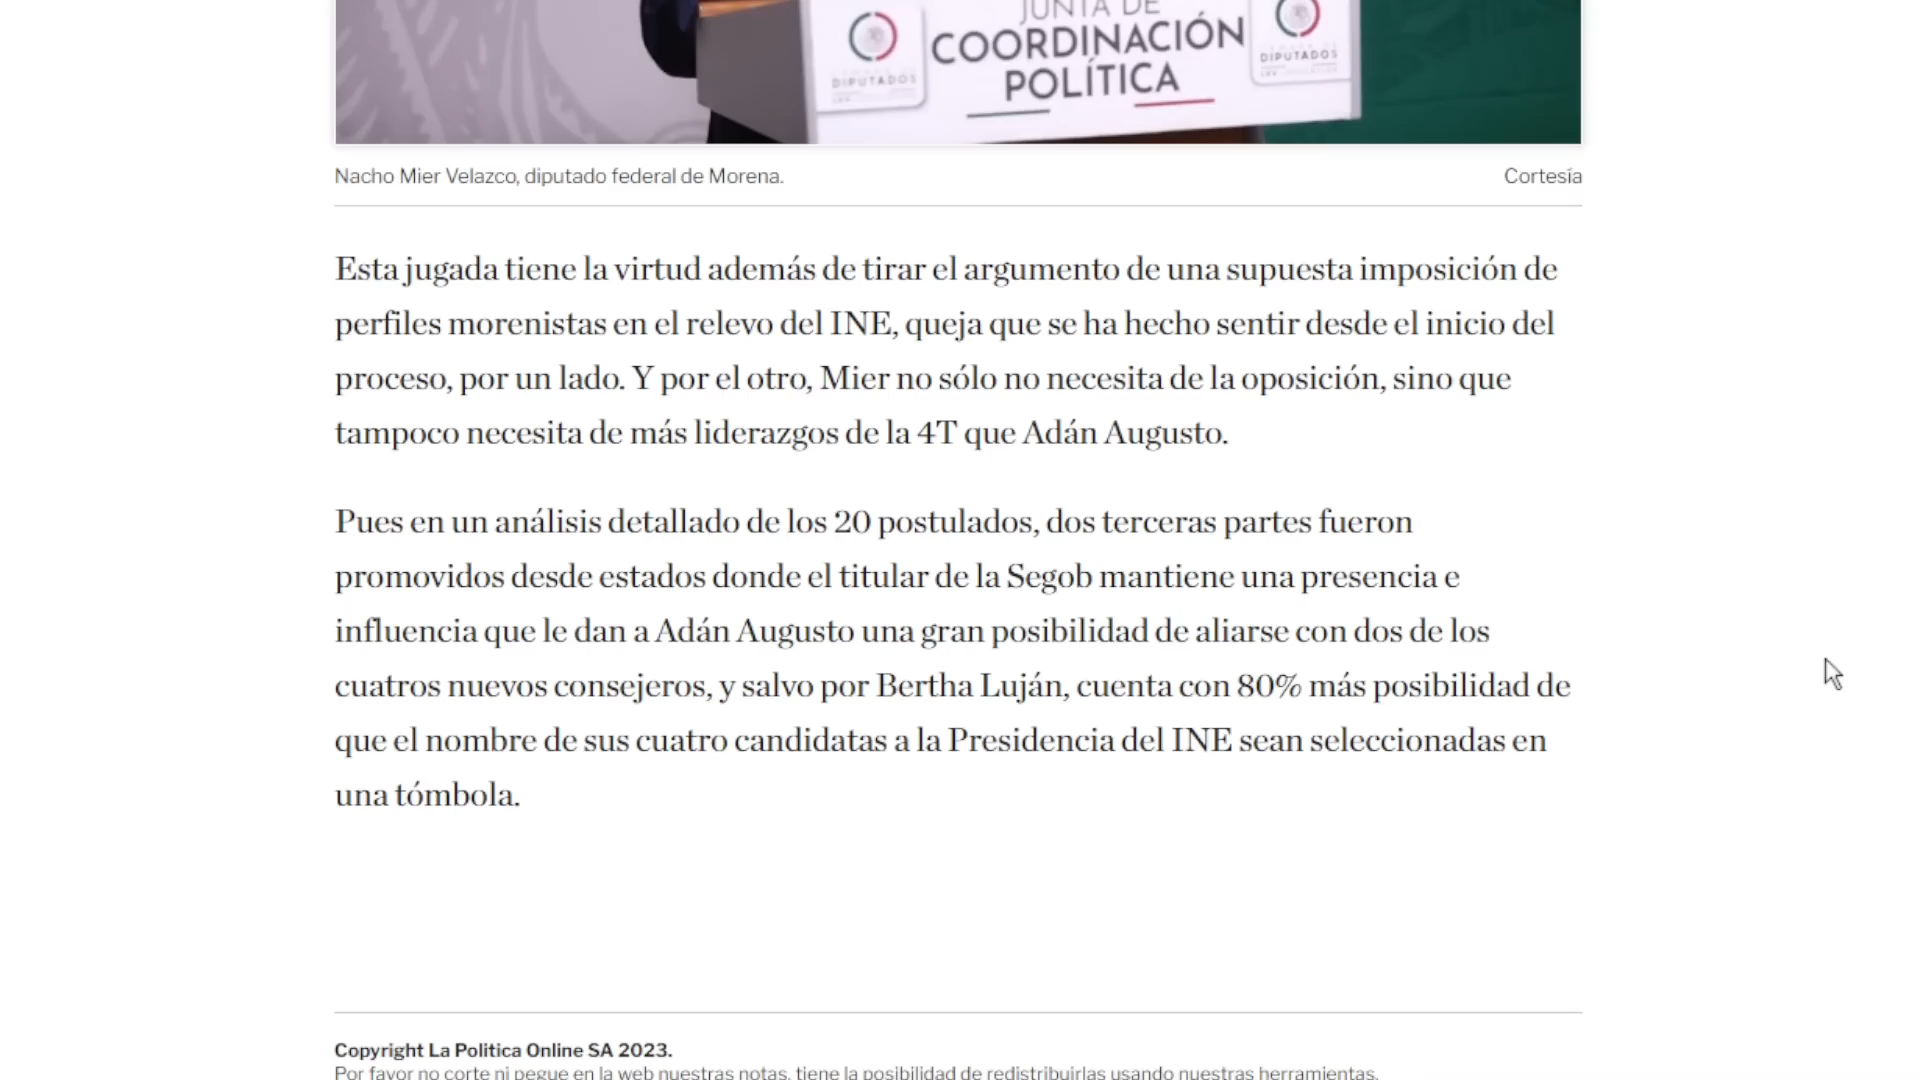 JUNTA DE
COORDINACIÓN
POLÍTICA
DIPUTADOS
DIPUTADOS
Nacho Mier Velazco, diputado federal de Morena.
Cortesía
Esta jugada tiene la virtud además de tirar el argumento de una supuesta imposición de
perfiles morenistas en el relevo del INE, queja que se ha hecho sentir desde el inicio del
proceso, por un lado. Y por el otro, Mier no sólo no necesita de la oposición, sino que
tampoco necesita de más liderazgos de la 4T que Adán Augusto.
Pues en un análisis detallado de los 20 postulados, dos terceras partes fueron
promovidos desde estados donde el titular de la Segob mantiene una presencia e
influencia que le dan a Adán Augusto una gran posibilidad de aliarse con dos de los
cuatros nuevos consejeros, y salvo por Bertha Luján, cuenta con 80% más posibilidad de
que el nombre de sus cuatro candidatas a la Presidencia del INE sean seleccionadas en
una tómbola.
Copyright La Politica Online SA 2023.
Por favor no corte ni pegue en la web nuestras notas, tiene la posibilidad de redistribuirlas usando nuestras herramientas.